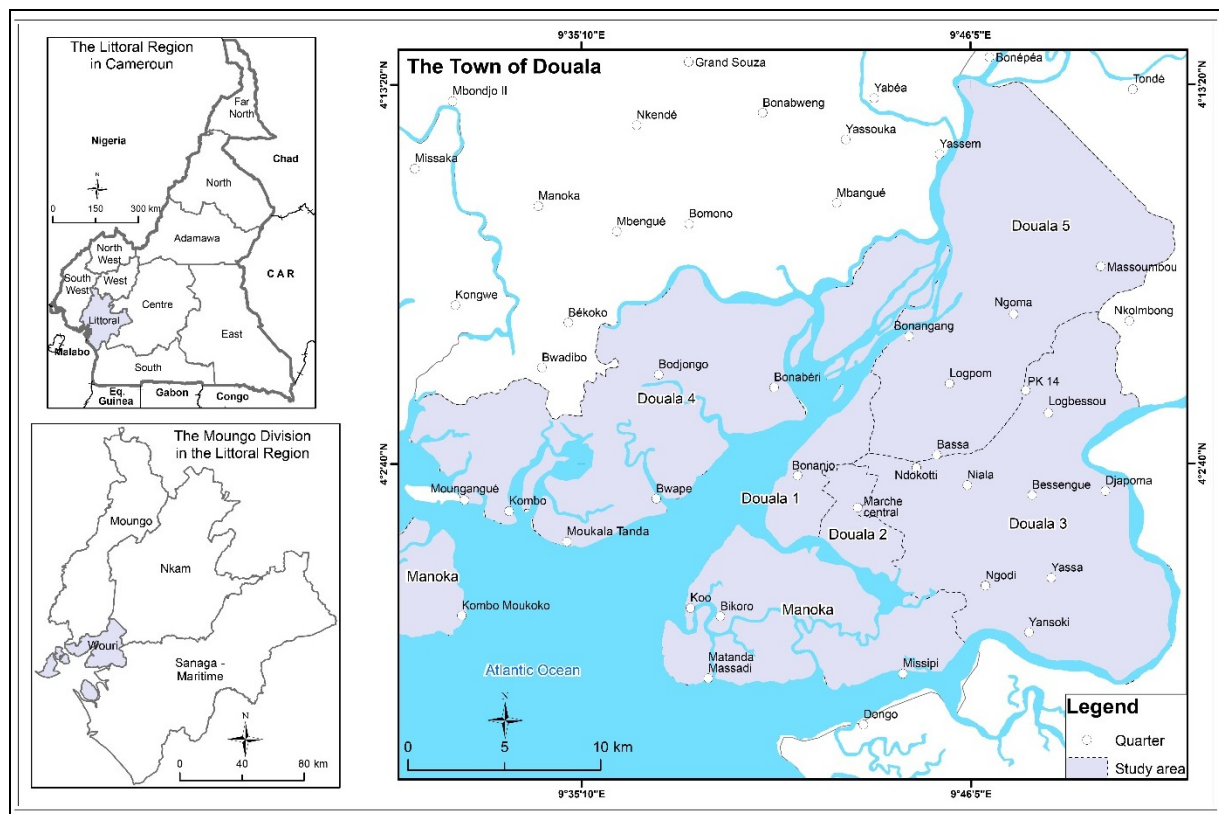 The Littoral Region
in Cameroun
Far
North
Nigeria
Chad
North
0 150 300 km
Adamawa
North
West
C A R
South
West
West
Centre
Littoral
East
Malabo
South
Eq.
Guinea
Gabon
Congo
The Moungo Division
in the Littoral Region
Moungo
Nkam
Wouri
Sanaga -
Maritime
N
0 40 80 km
9°35'10"E
9°46'5"E
The Town of Douala
4°13'20"N
4°13'20"N
Grand Souza
Bonépéa
Tondè
Mbondjo II
Yabéa
Nkendé
Bonabweng
Yassouka
Yassem
Missaka
Manoka
Mbangué
Mbengué
Bomono
Douala 5
Massoumbou
Kongwe
Békoko
Ngoma
Nkolmbong
Bonangang
Bwadibo
Bodjongo
Bonabéri
Logpom
PK 14
Douala 4
Logbessou
4°2'40"N
4°2'40"N
Bassa
Bonanjo
Ndokotti
Niala
Moungangué
Kombo
Bwape
Douala 1
Marche
central
Bessengue
Djapoma
Moukala Tanda
Douala 2
Douala 3
Manoka
Ngodi
Yassa
Kombo Moukoko
Koo
Bikoro
Manoka
Yansoki
Atlantic Ocean
Matanda
Massadi
Missipi
N
Dongo
0 5 10 km
Legend
Quarter
Study area
9°35'10"E
9°46'5"E